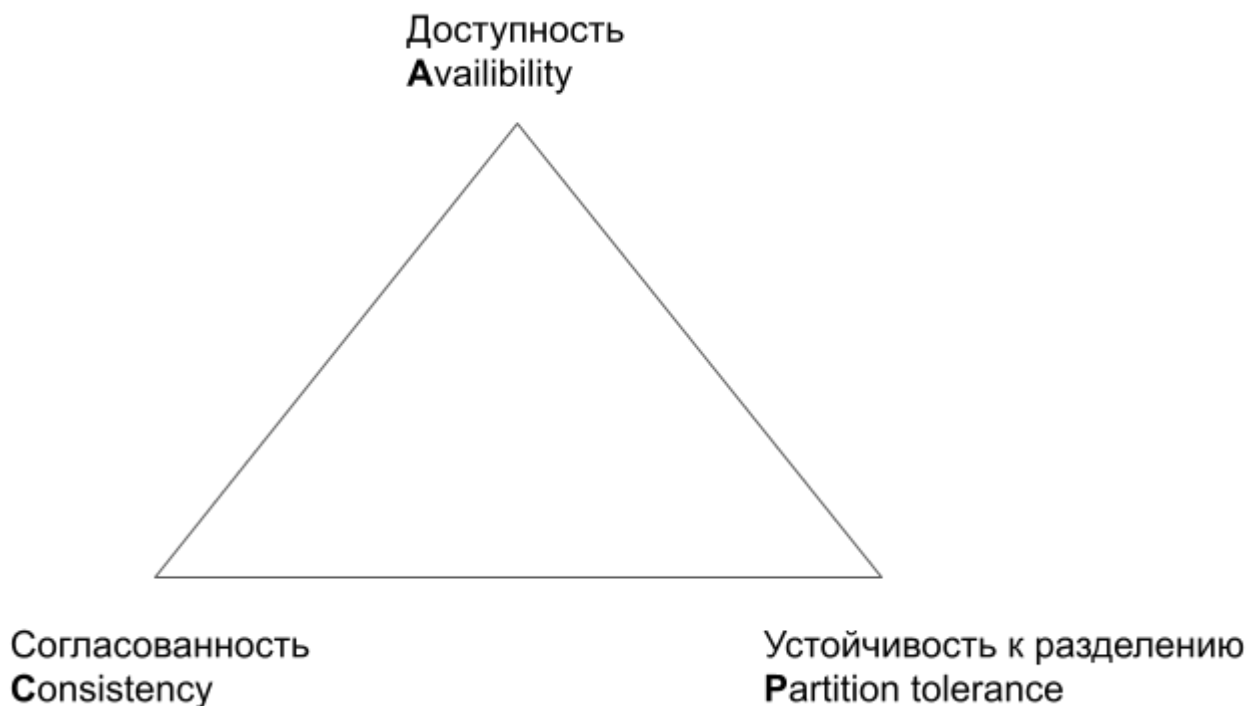 Доступность
Availibility
Согласованность
Consistency
Устойчивость к разделению
Partition tolerance